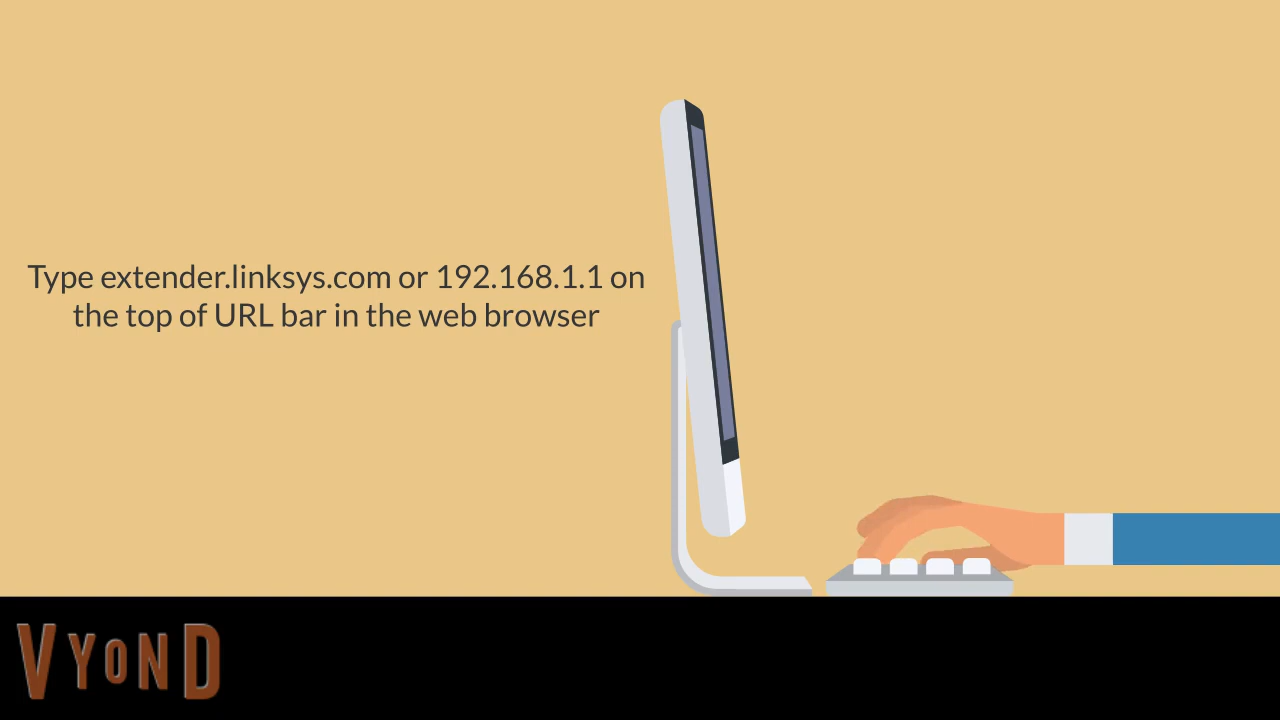 Type extender.linksys.com or 192.168.1.1 on
the top of URL bar in the web browser
VYOND